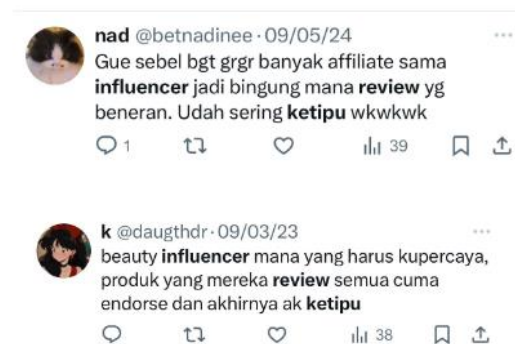 nad @betnadinee · 09/05/24
Gue sebel bgt grgr banyak affiliate sama
influencer jadi bingung mana review yg
beneran. Udah sering ketipu wkwkwk
1 39
k @daugthdr · 09/03/23
beauty influencer mana yang harus kupercaya,
produk yang mereka review semua cuma
endorse dan akhirnya ak ketipu
38